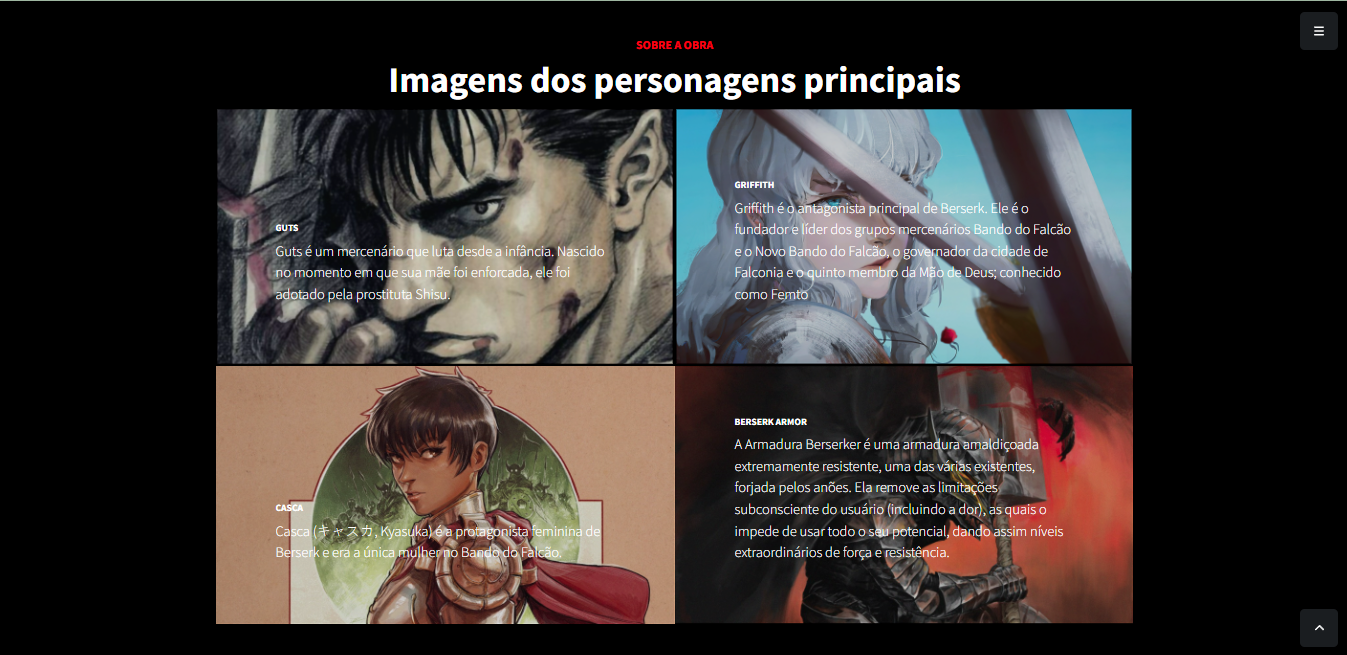 SOBRE A OBRA
Imagens dos personagens principais
GUTS
Guts é um mercenário que luta desde a infância. Nascido
no momento em que sua mãe foi enforcada, ele foi
adotado pela prostituta Shisu.
GRIFFITH
Griffith é o antagonista principal de Berserk. Ele é o
fundador e líder dos grupos mercenários Bando do Falcão
e o Novo Bando do Falcão, o governador da cidade de
Falconia e o quinto membro da Mão de Deus; conhecido
como Femto
CASCA
Casca (キャスカ, Kyasuka) é a protagonista feminina de
Berserk e era a única mulher no Bando do Falcão.
BERSERK ARMOR
A Armadura Berserker é uma armadura amaldiçoada
extremamente resistente, uma das várias existentes,
forjada pelos anões. Ela remove as limitações
subconsciente do usuário (incluindo a dor), as quais o
impede de usar todo o seu potencial, dando assim níveis
extraordinários de força e resistência.